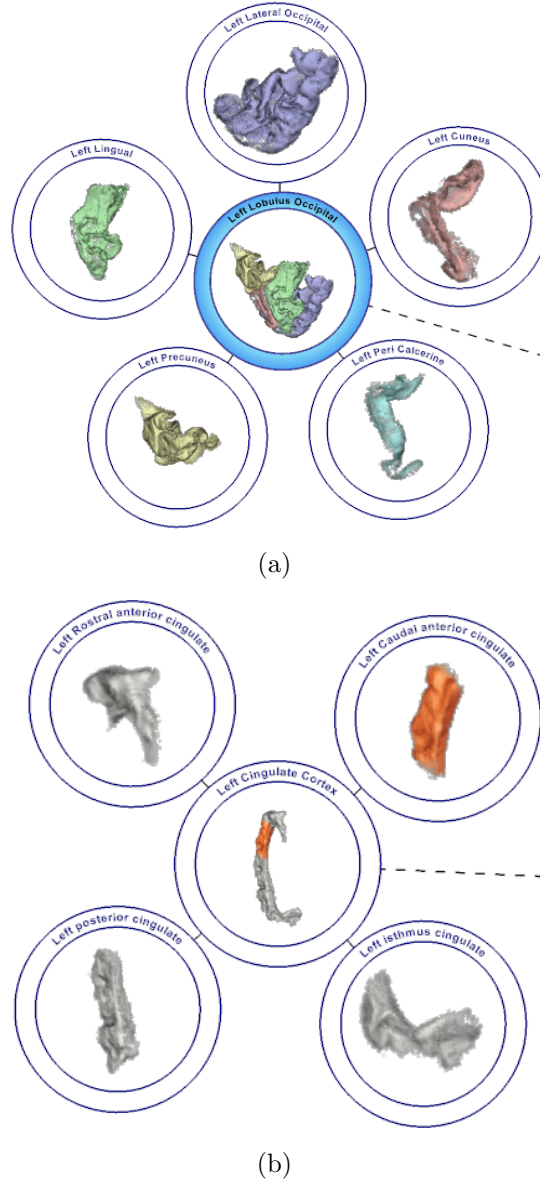 Left Lateral Occipital
Left Lingual
Left Cuneus
Left Lobulus Occipital
Left Precuneus
Left Peri Calcerine
(a)
Left Rostral anterior cingulate
Left Caudal anterior cingulate
Left Cingulate Cortex
Left posterior cingulate
Left isthmus cingulate
(b)